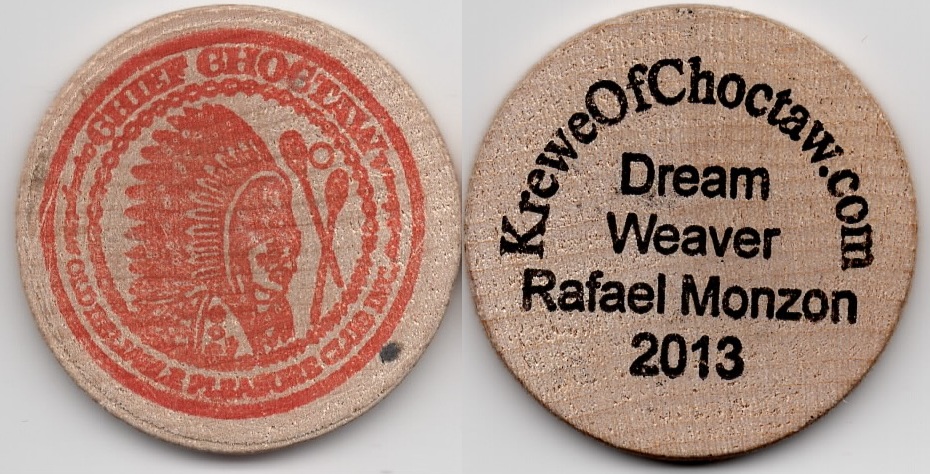 CHIEF CHOCTAW
& PLEASURE CLUB INC.
KreweOfChoctaw.com
Dream
Weaver
Rafael Monzon
2013